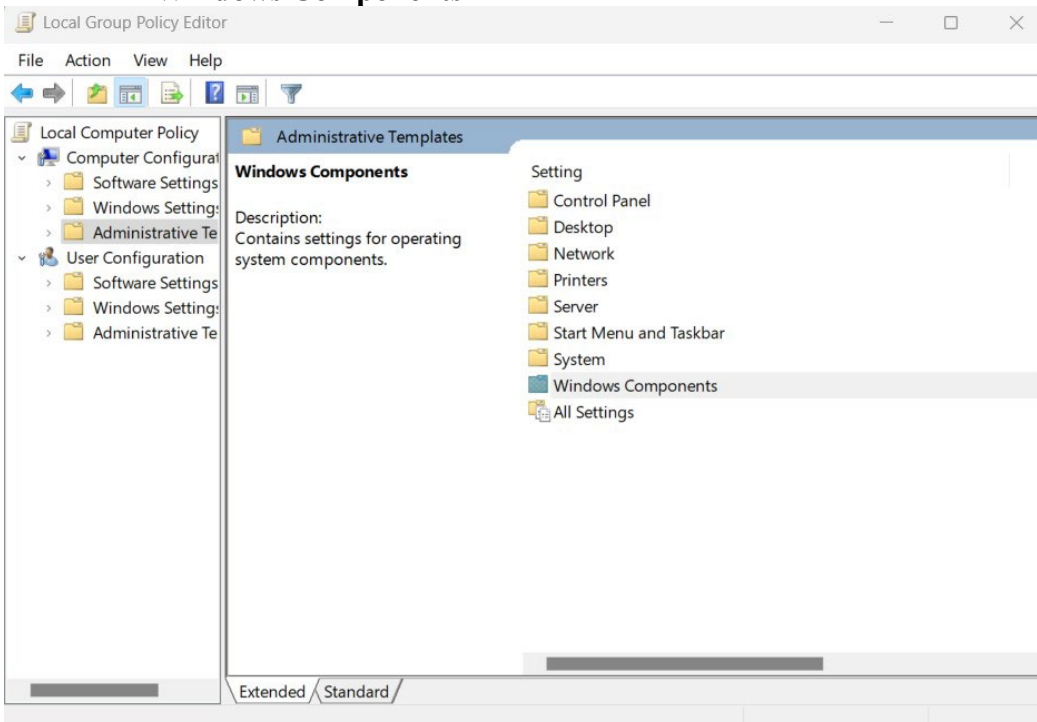 Local Group Policy Editor
File Action View Help
Local Computer Policy
Computer Configurat
Software Settings
Windows Setting:
Administrative Te
User Configuration
Software Settings
Windows Setting:
Administrative Te
Administrative Templates
Windows Components
Description:
Contains settings for operating
system components.
Setting
Control Panel
Desktop
Network
Printers
Server
Start Menu and Taskbar
System
Windows Components
All Settings
Extended Standard